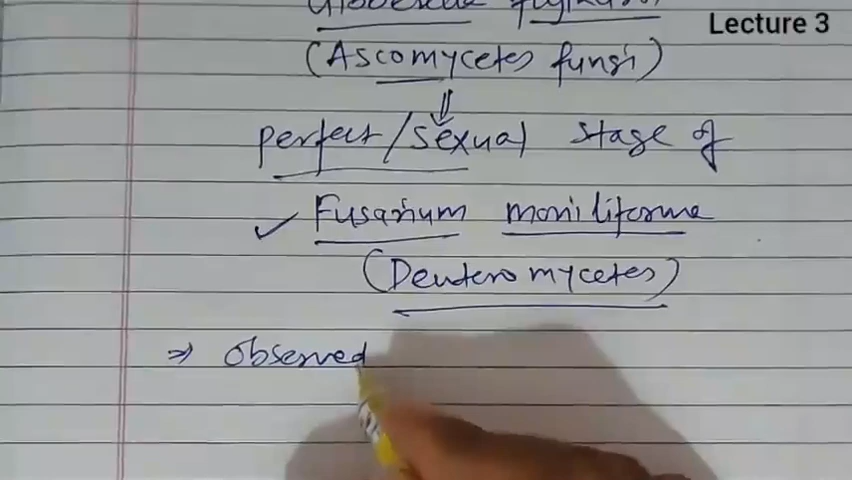 Lecture 3
(Ascomycetes fungi)
perfect/sexual stage of
Fusarium moniliforme
(Deuteromycetes)
⇒ Observed